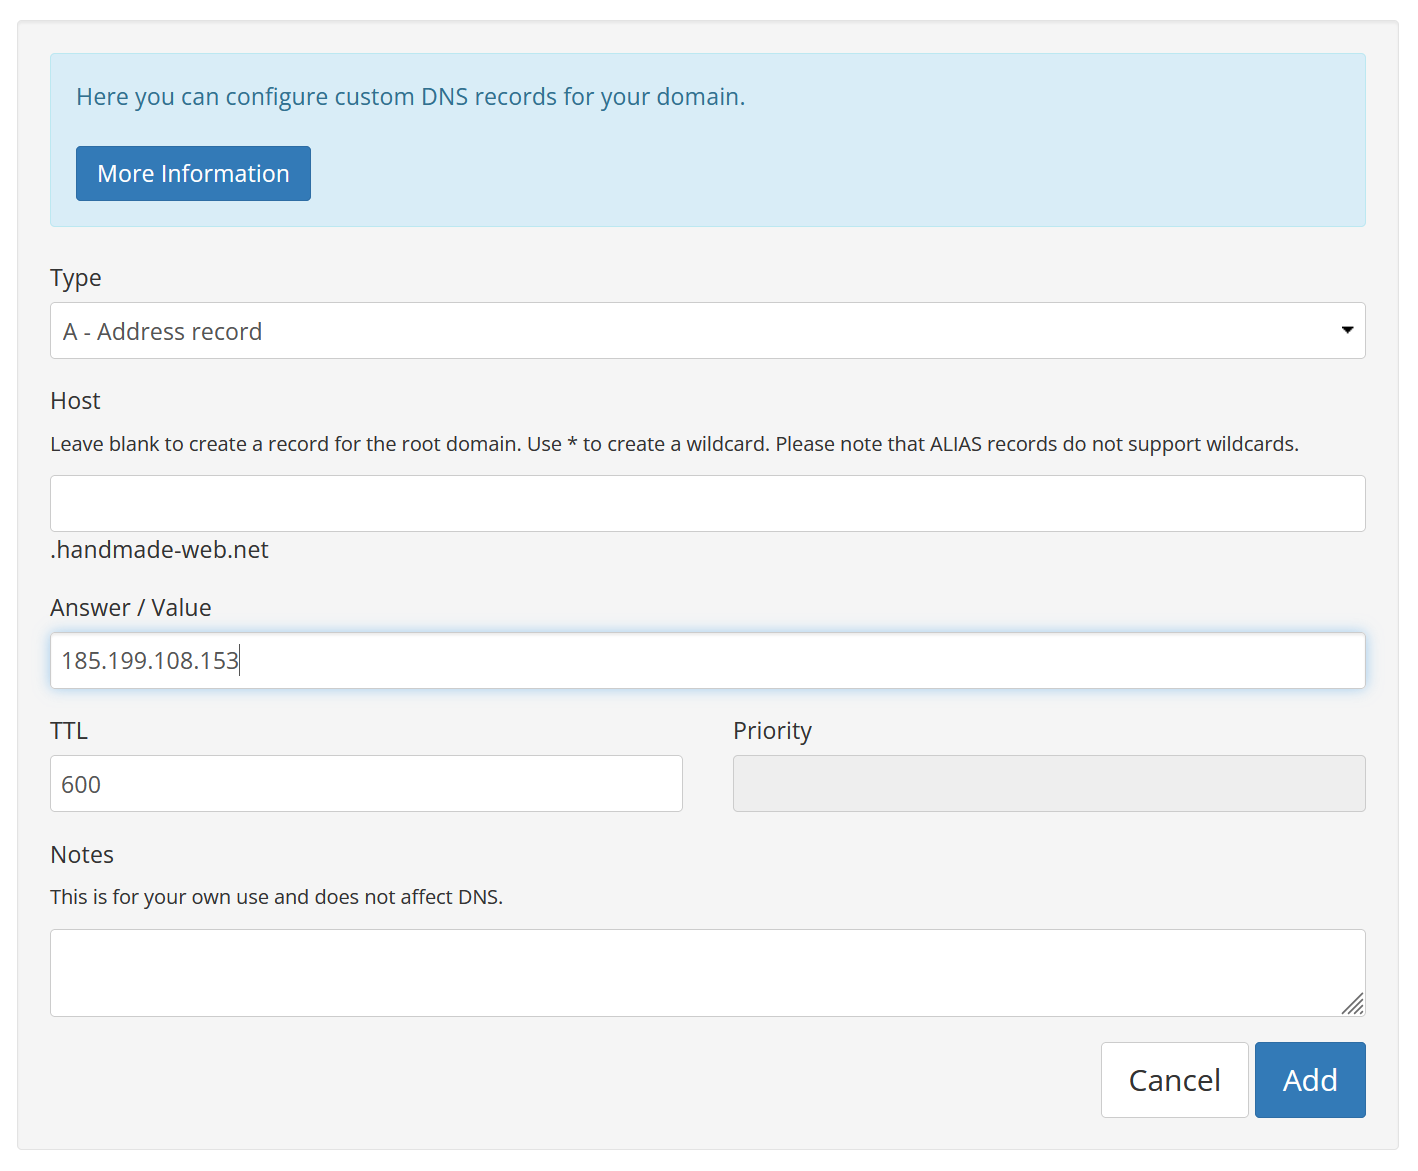 Here you can configure custom DNS records for your domain.
More Information
Type
A - Address record
Host
Leave blank to create a record for the root domain. Use * to create a wildcard. Please note that ALIAS records do not support wildcards.
.handmade-web.net
Answer / Value
185.199.108.153
TTL
Priority
600
Notes
This is for your own use and does not affect DNS.
Cancel
Add